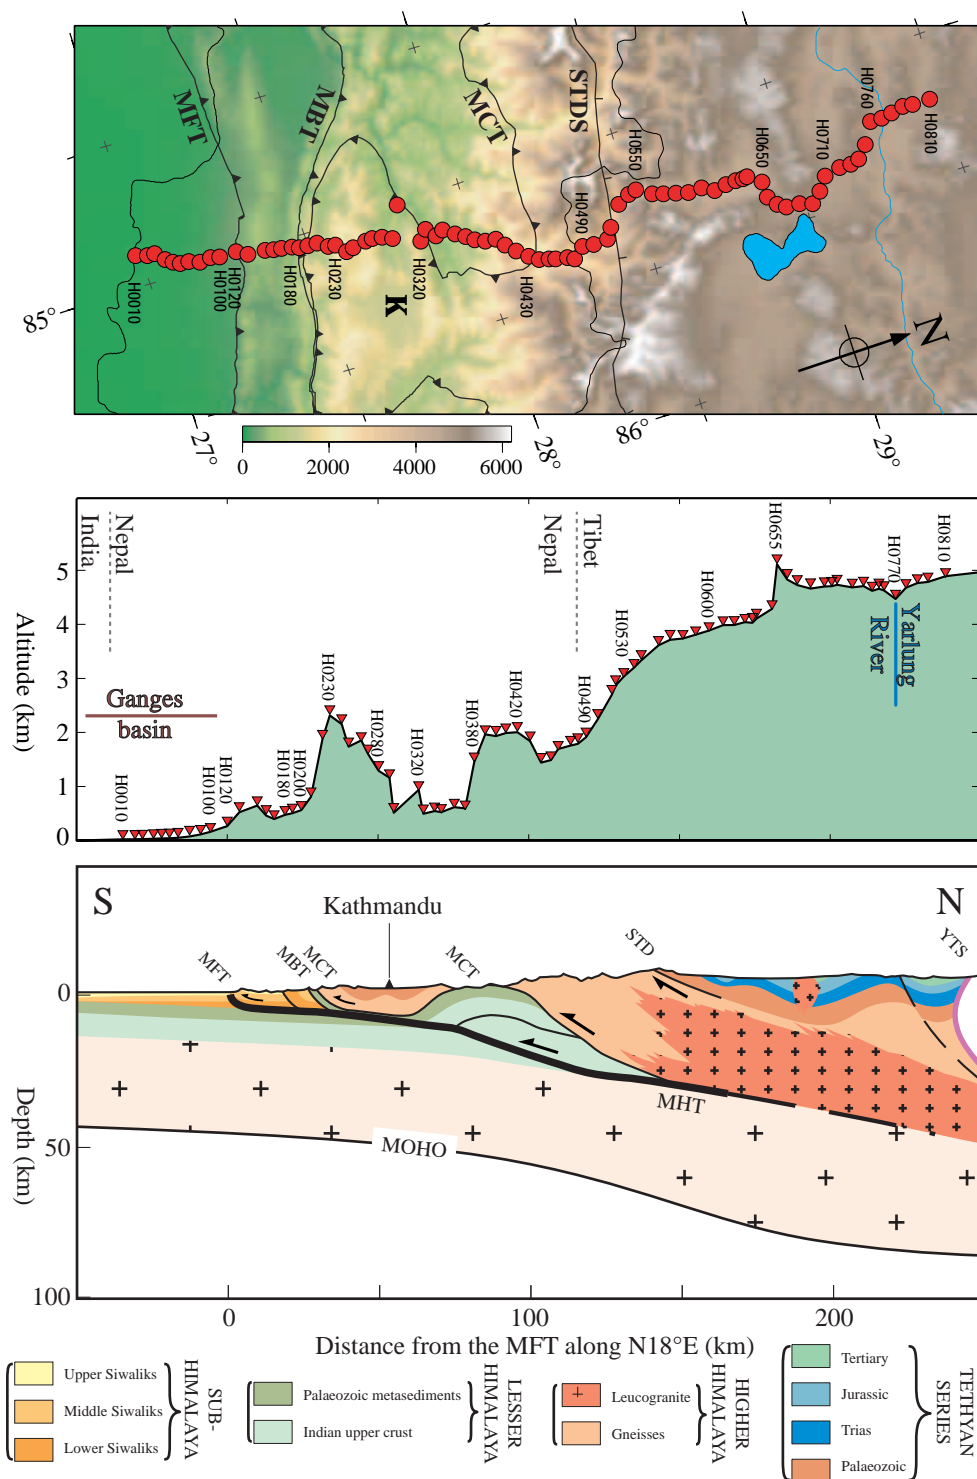 MFT
MBT
MCT
STDS
H0550
H0650
H0710
H0760
H0810
H0010
H0100
H0120
H0180
H0230
K
H0320
H0430
H0490
N
85°
27°
28°
86°
29°
0 2000 4000 6000
India
Nepal
Nepal
Tibet
Ganges
basin
Yarlung
River
H0010
H0100
H0120
H0180
H0200
H0230
H0280
H0320
H0380
H0420
H0490
H0530
H0600
H0655
H0770
H0810
Altitude (km)
5
4
3
2
1
0
S
N
Kathmandu
MFT
MBT
MCT
MCT
STD
YTS
MHT
MOHO
Depth (km)
0
50
100
0 100 200
Distance from the MFT along N18°E (km)
Upper Siwaliks
Middle Siwaliks
Lower Siwaliks
SUB-
HIMALAYA
Palaeozoic metasediments
Indian upper crust
LESSER
HIMALAYA
Leucogranite
Gneisses
HIGHER
HIMALAYA
Tertiary
Jurassic
Trias
Palaeozoic
TETHYAN
SERIES